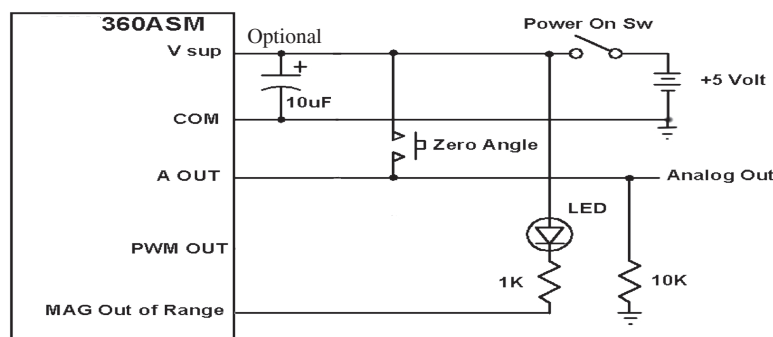 360ASM
Power On Sw
V sup
Optional
+
+5 Volt
10uF
COM
Zero Angle
A OUT
Analog Out
LED
PWM OUT
1K
10K
MAG Out of Range